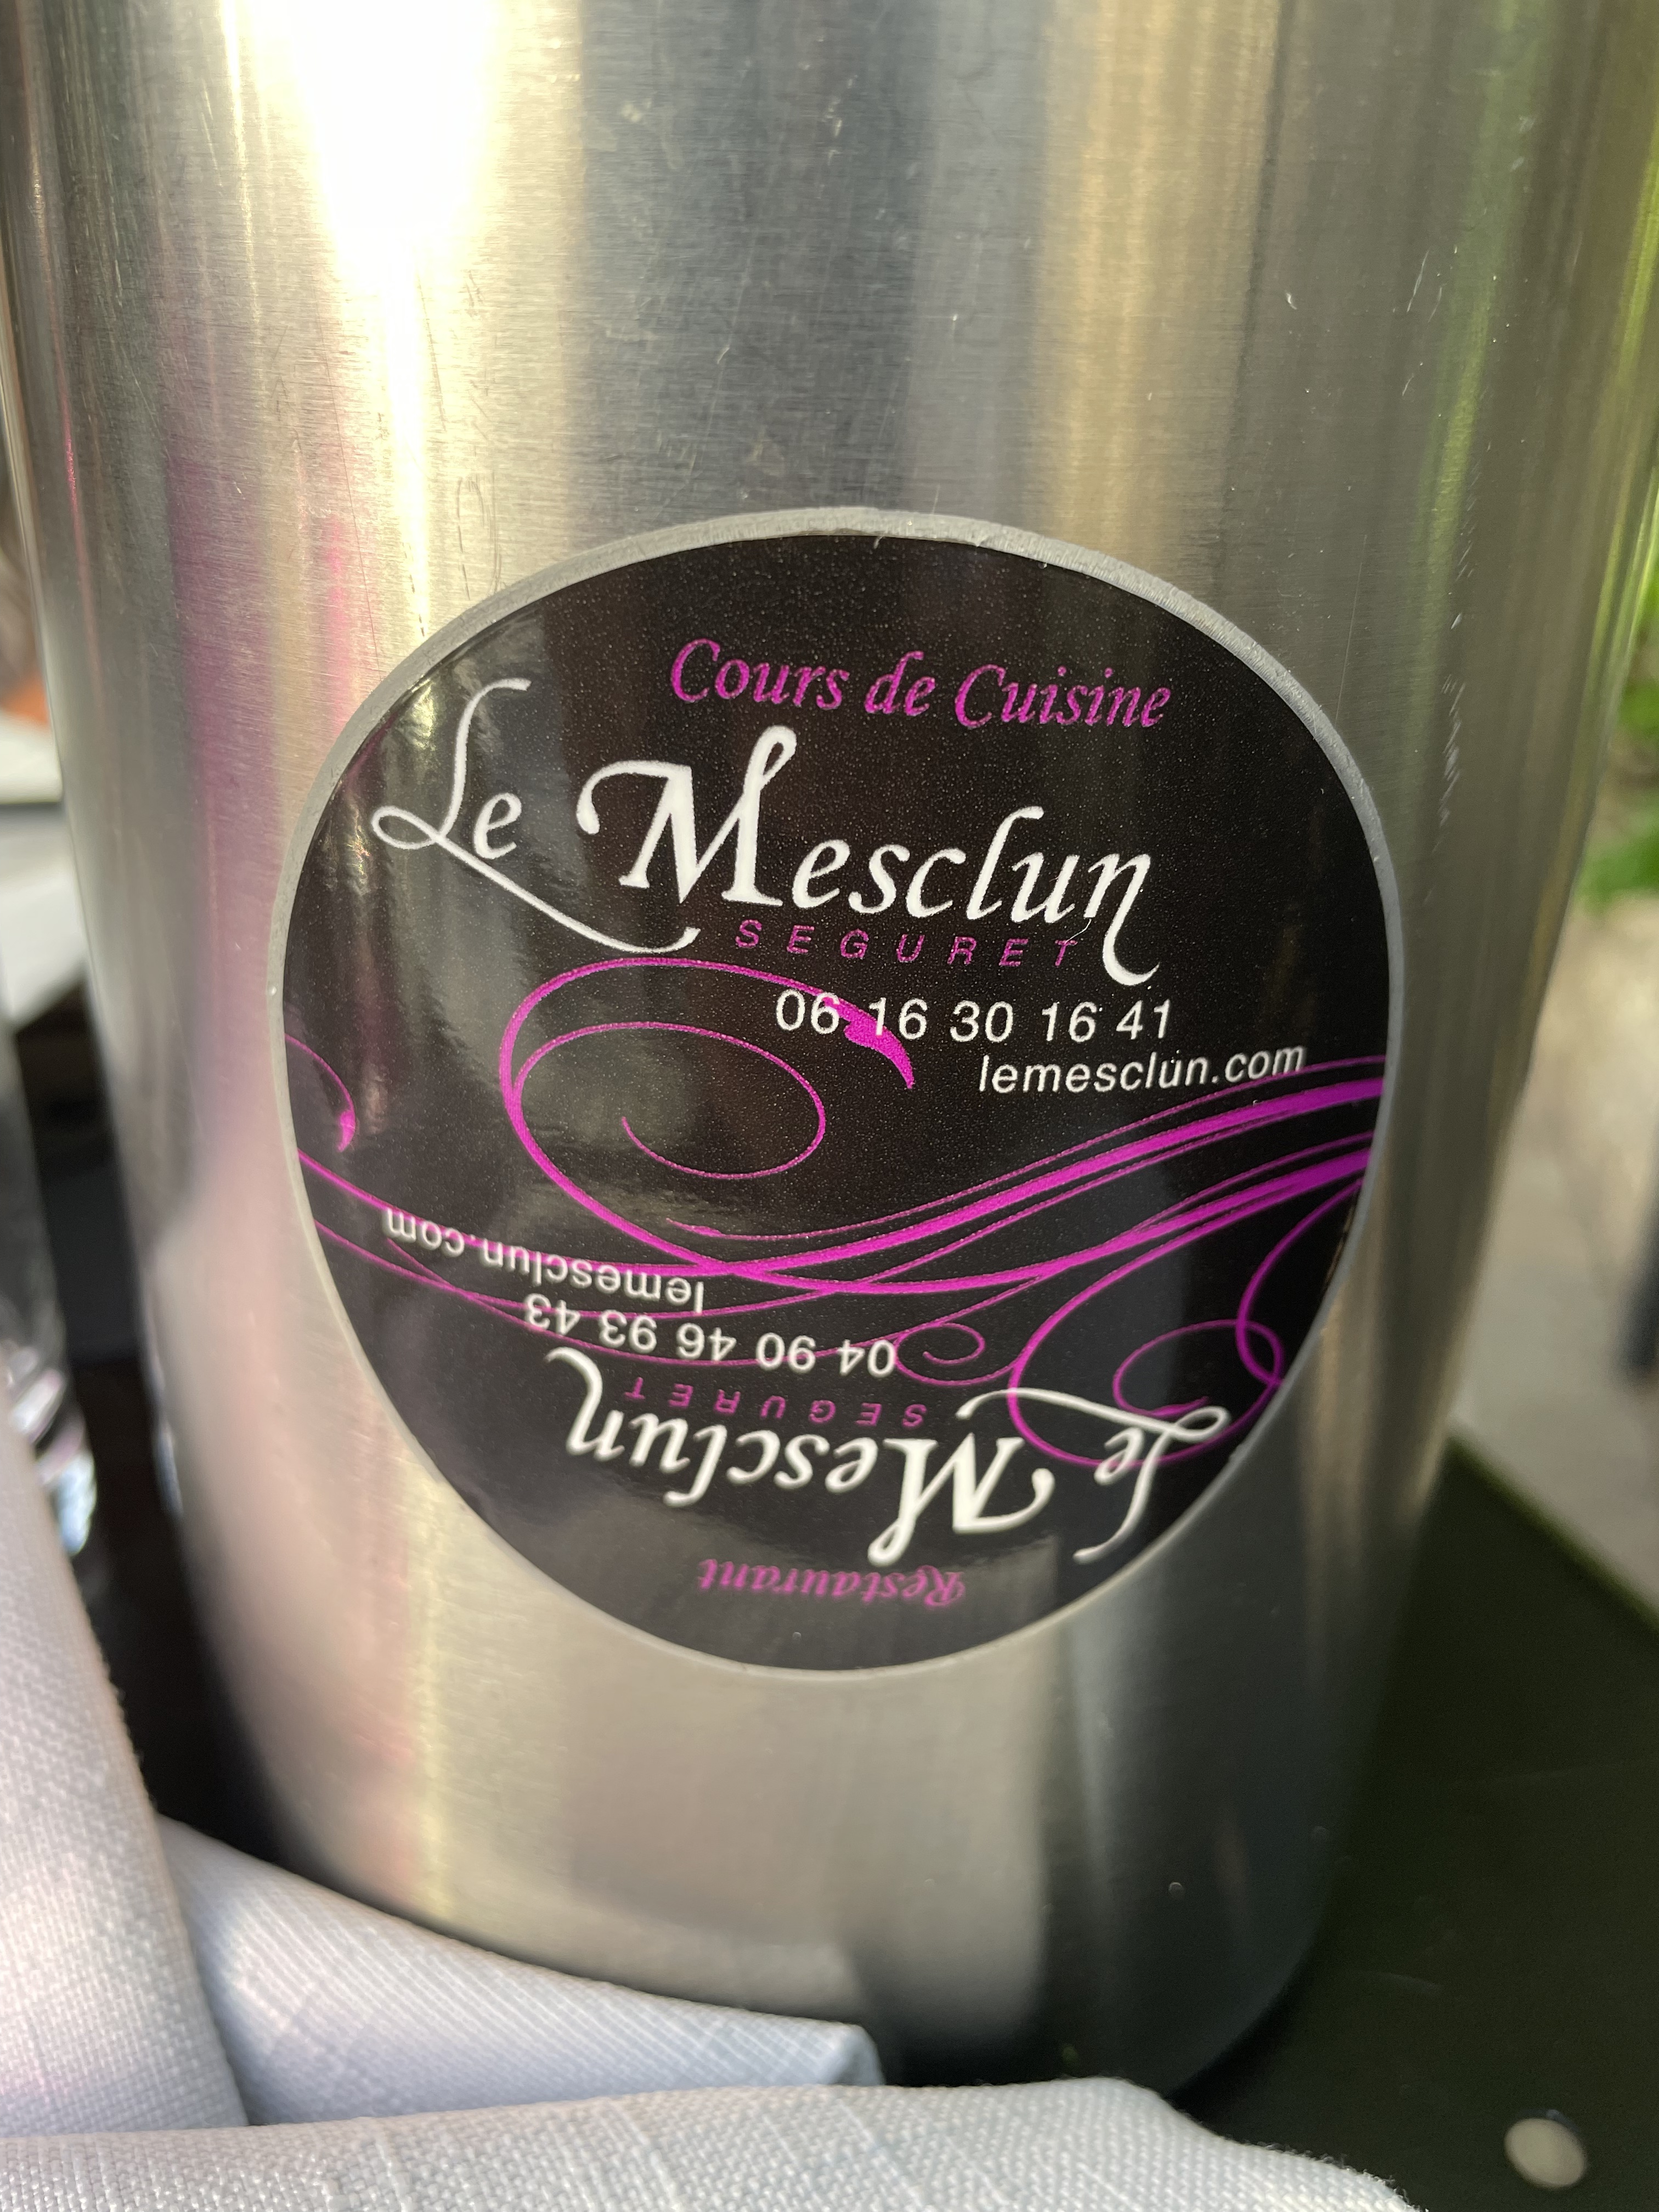 Cours de Cuisine
Le Mesclun
SEGURET
06 16 30 16 41
lemesclun.com
Restaurant
Le Mesclun
SEGURET
04 90 46 93 43
lemesclun.com